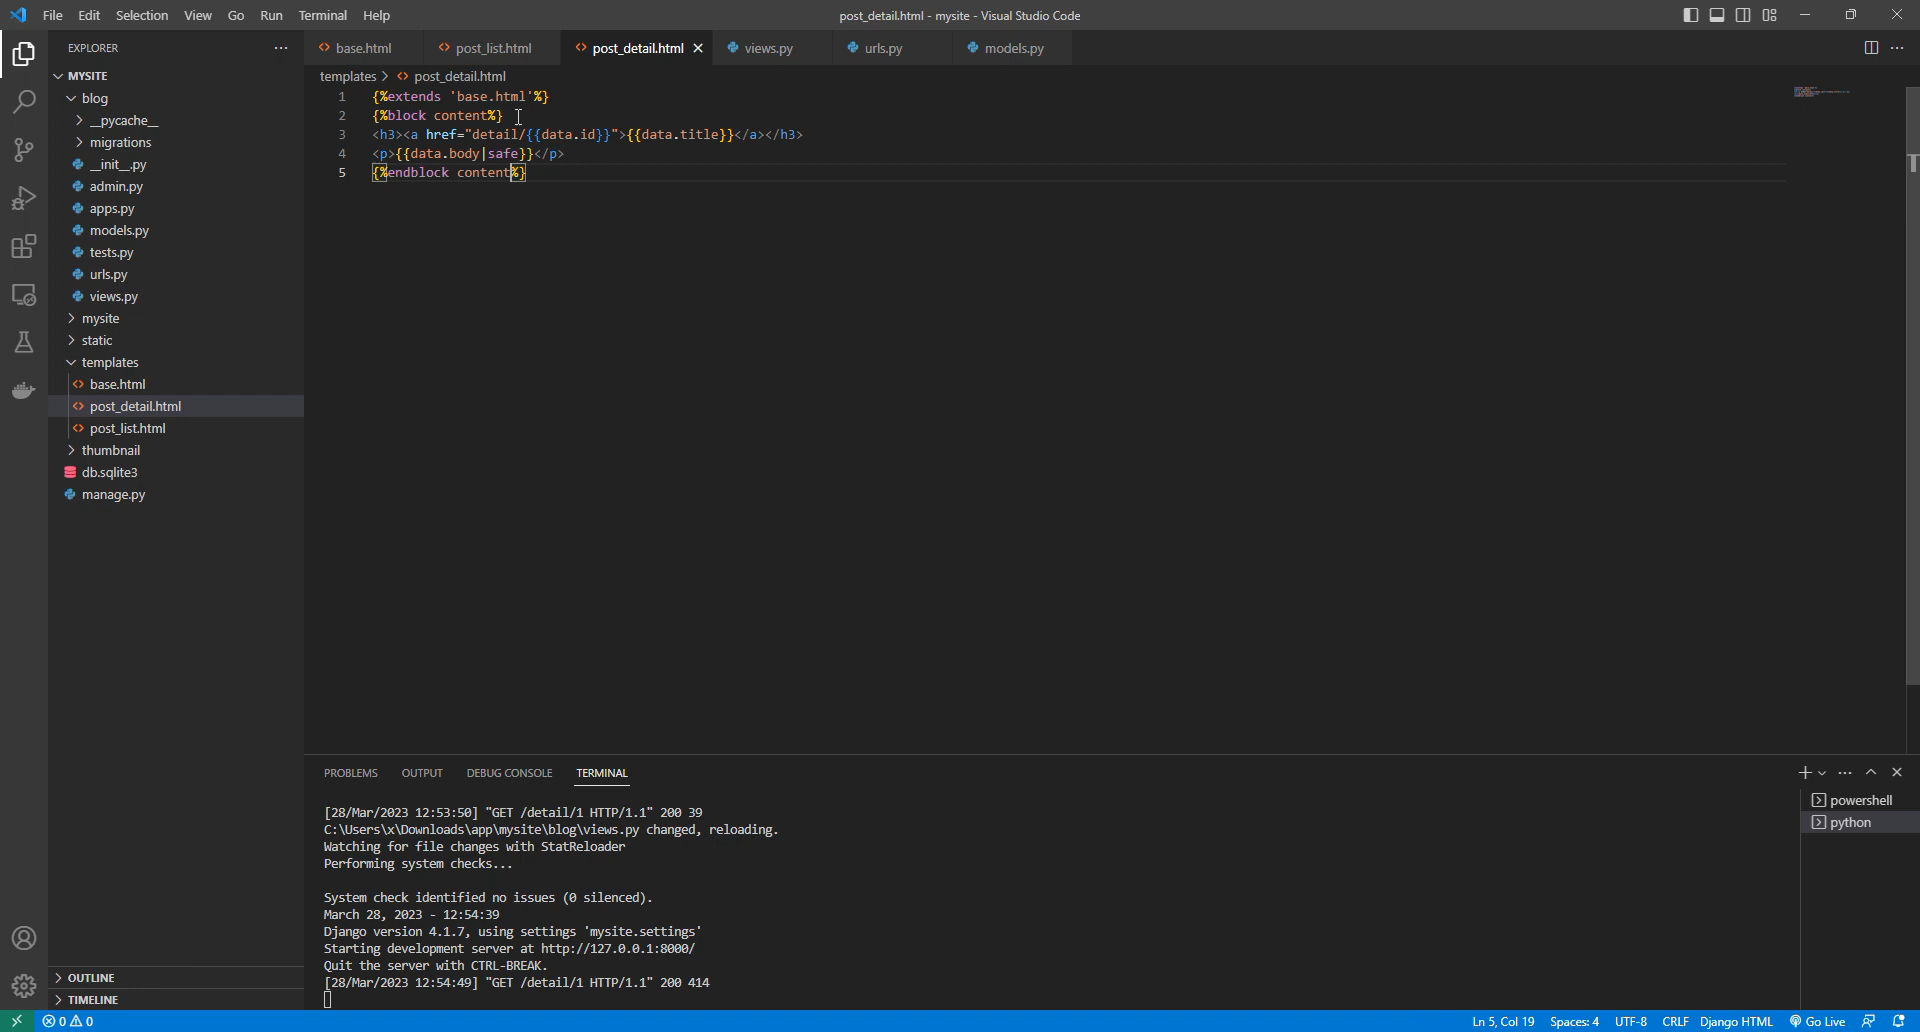 File Edit Selection View Go Run Terminal Help
post_detail.html - mysite - Visual Studio Code
EXPLORER
MYSITE
blog
__pycache__
migrations
__init__.py
admin.py
apps.py
models.py
tests.py
urls.py
views.py
mysite
static
templates
base.html
post_detail.html
post_list.html
thumbnail
db.sqlite3
manage.py
OUTLINE
TIMELINE
base.html post_list.html post_detail.html views.py urls.py models.py
templates > post_detail.html
1 {%extends 'base.html'%}
2 {%block content%}
3 <h3><a href="detail/{{data.id}}">{{data.title}}</a></h3>
4 <p>{{data.body|safe}}</p>
5 {%endblock content%}
PROBLEMS OUTPUT DEBUG CONSOLE TERMINAL
[28/Mar/2023 12:53:50] "GET /detail/1 HTTP/1.1" 200 39
C:\Users\x\Downloads\app\mysite\blog\views.py changed, reloading.
Watching for file changes with StatReloader
Performing system checks...
System check identified no issues (0 silenced).
March 28, 2023 - 12:54:39
Django version 4.1.7, using settings 'mysite.settings'
Starting development server at http://127.0.0.1:8000/
Quit the server with CTRL-BREAK.
[28/Mar/2023 12:54:49] "GET /detail/1 HTTP/1.1" 200 414
powershell
python
0 0
Ln 5, Col 19 Spaces: 4 UTF-8 CRLF Django HTML Go Live